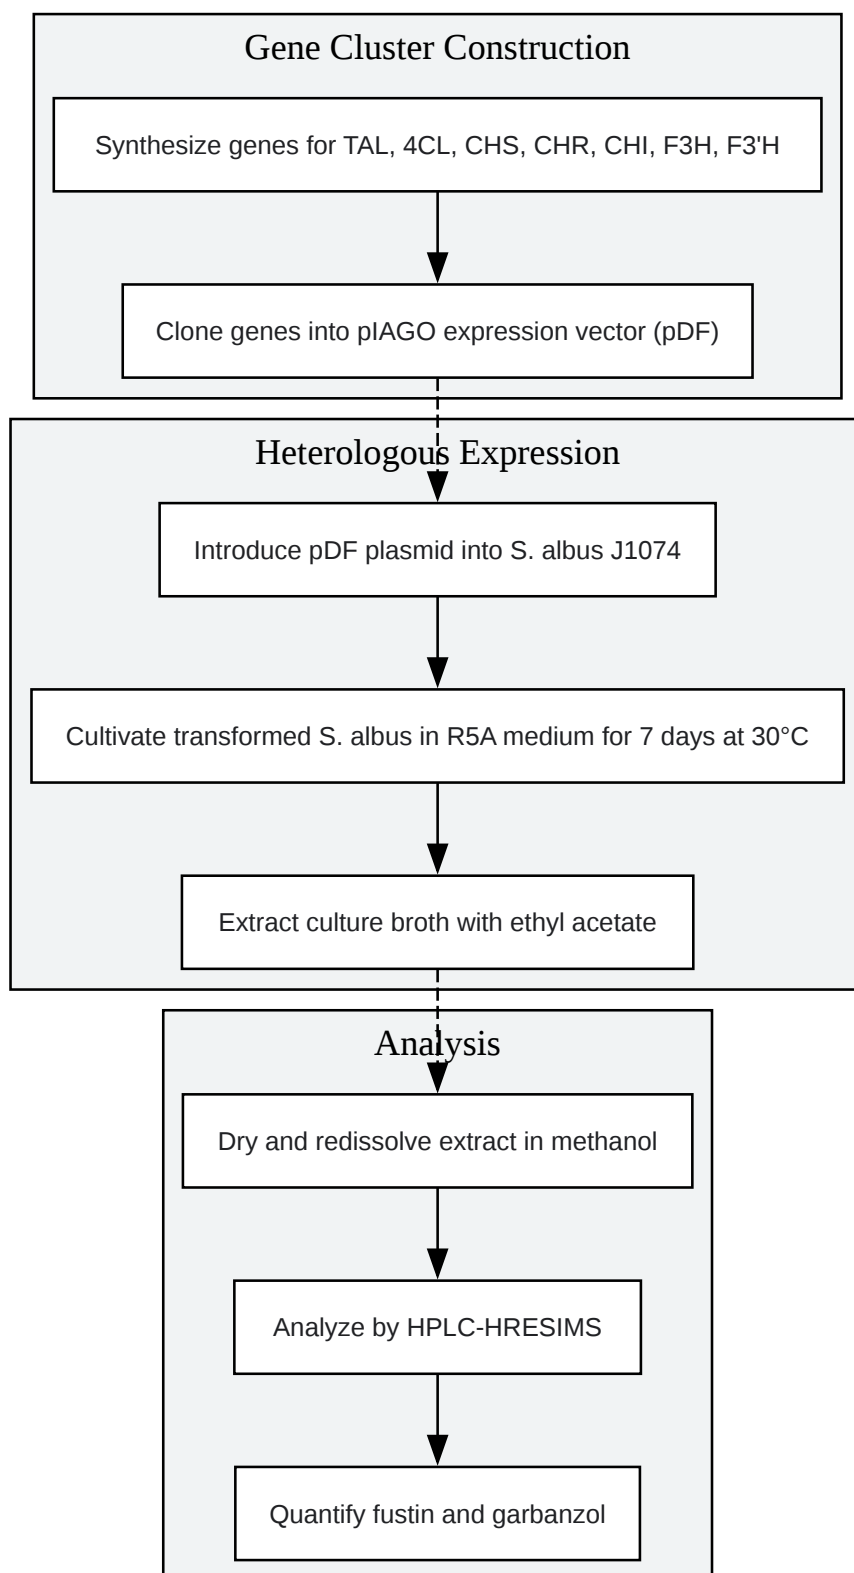 Gene Cluster Construction
Synthesize genes for TAL, 4CL, CHS, CHR, CHI, F3H, F3'H
Clone genes into pIAGO expression vector (pDF)
Heterologous Expression
Introduce pDF plasmid into S. albus J1074
Cultivate transformed S. albus in R5A medium for 7 days at 30°C
Extract culture broth with ethyl acetate
Analysis
Dry and redissolve extract in methanol
Analyze by HPLC-HRESIMS
Quantify fustin and garbanzol